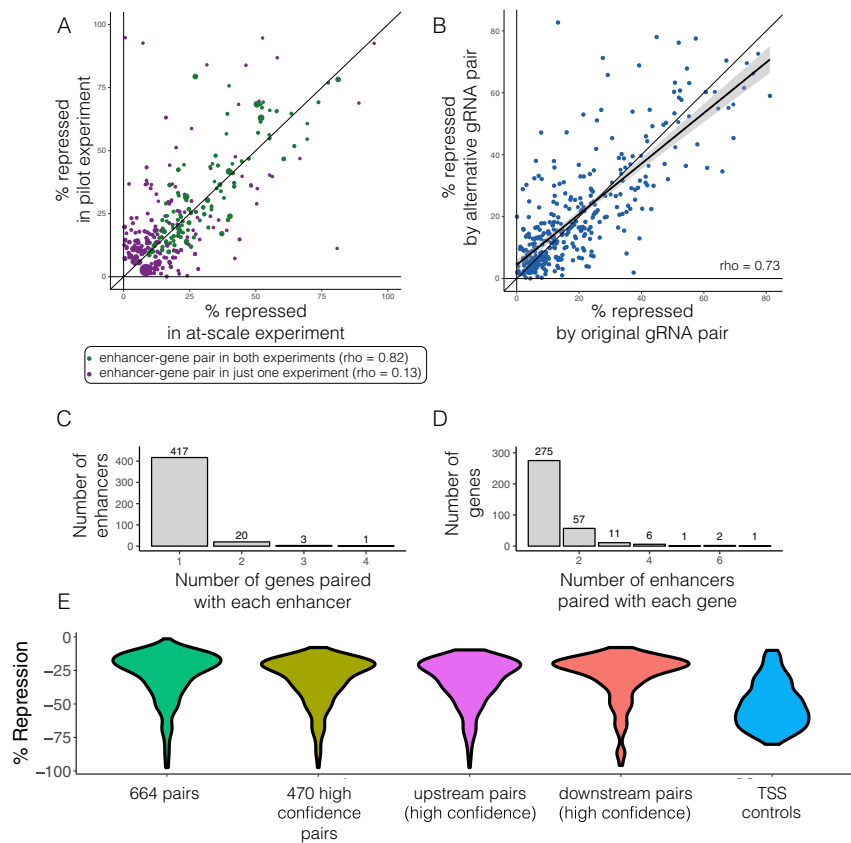 A
% repressed
in pilot experiment
100
75
50
25
0
0
25
50
75
100
% repressed
in at-scale experiment
enhancer-gene pair in both experiments (rho = 0.82)
enhancer-gene pair in just one experiment (rho = 0.13)
B
% repressed
by alternative gRNA pair
80
60
40
20
0
rho = 0.73
0
20
40
60
80
% repressed
by original gRNA pair
C
Number of
enhancers
400
300
200
100
0
417
20
3
1
1
2
3
4
Number of genes paired
with each enhancer
D
Number of
genes
300
200
100
0
275
57
11
6
1
2
1
2
4
6
Number of enhancers
paired with each gene
E
% Repression
0
−25
−50
−75
−100
664 pairs
470 high
confidence
pairs
upstream pairs
(high confidence)
downstream pairs
(high confidence)
TSS
controls